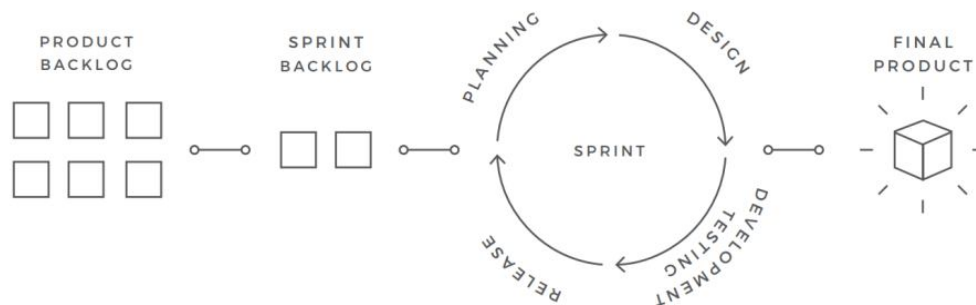 PRODUCT
BACKLOG
SPRINT
BACKLOG
PLANNING
DESIGN
SPRINT
DEVELOPMENT
TESTING
RELEASE
FINAL
PRODUCT